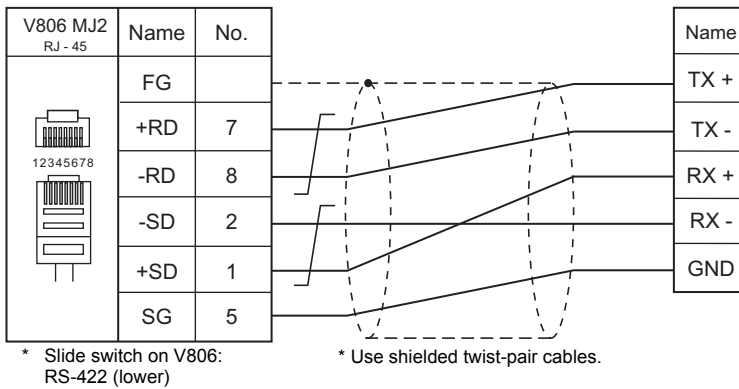 V806 MJ2
RJ - 45
Name No.
Name
FG
TX +
+RD 7
TX -
12345678
-RD 8
RX +
-SD 2
RX -
+SD 1
GND
SG 5
* Slide switch on V806:
RS-422 (lower)
* Use shielded twist-pair cables.